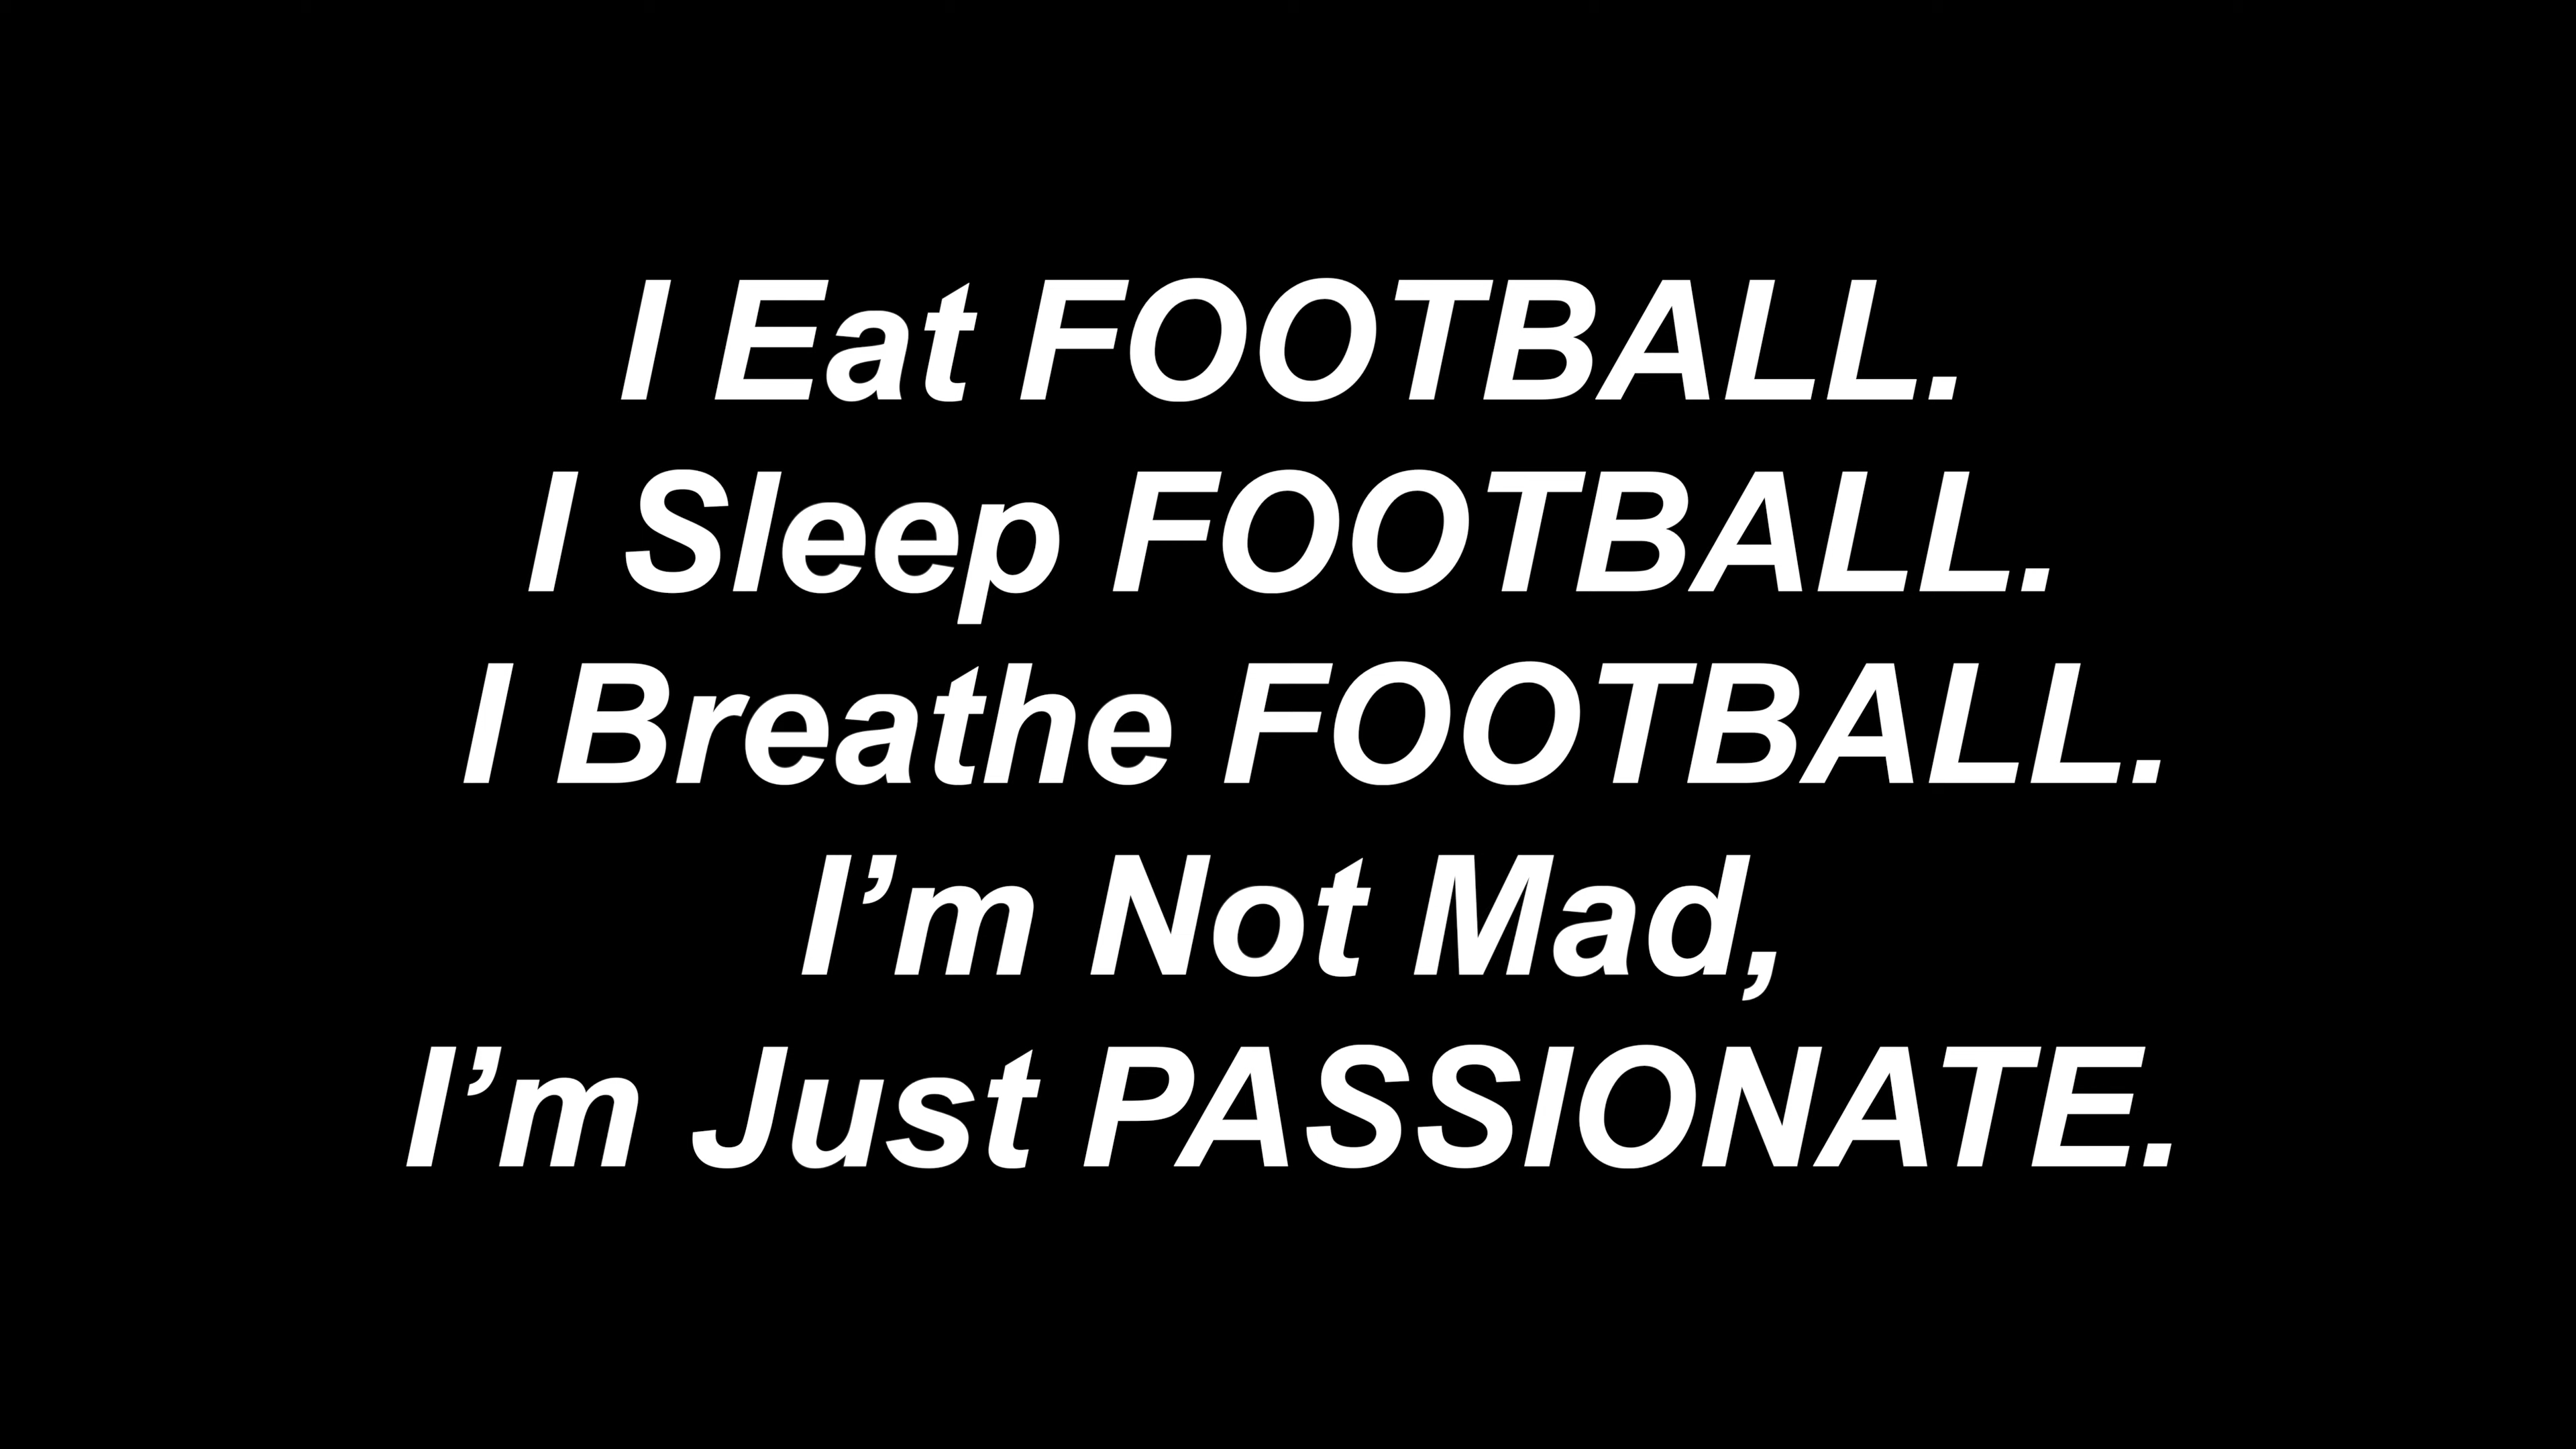 I Eat FOOTBALL.
I Sleep FOOTBALL.
I Breathe FOOTBALL.
I’m Not Mad,
I’m Just PASSIONATE.